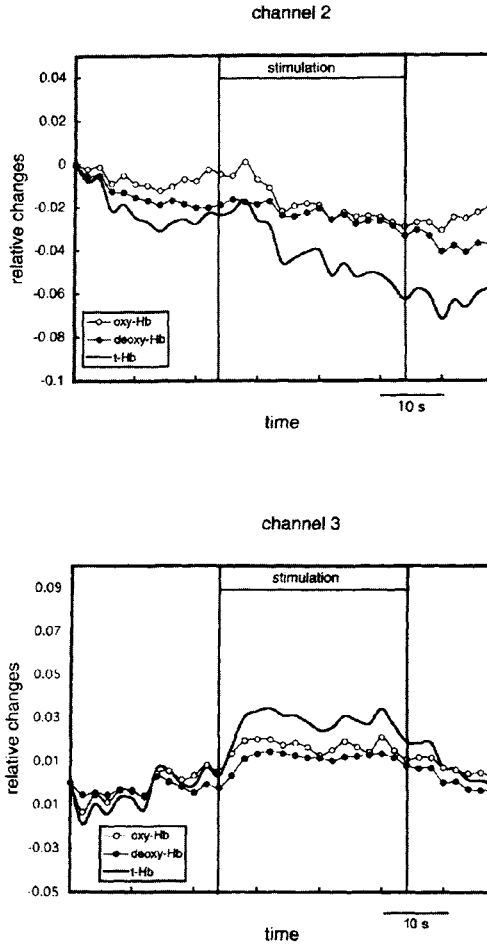 channel 2
stimulation
0.04
0.02
0
-0.02
-0.04
-0.06
-0.08
-0.1
relative changes
oxy-Hb
deoxy-Hb
t-Hb
10 s
time
channel 3
stimulation
0.09
0.07
0.05
0.03
0.01
0.01
-0.03
-0.05
relative changes
oxy-Hb
deoxy-Hb
t-Hb
10 s
time